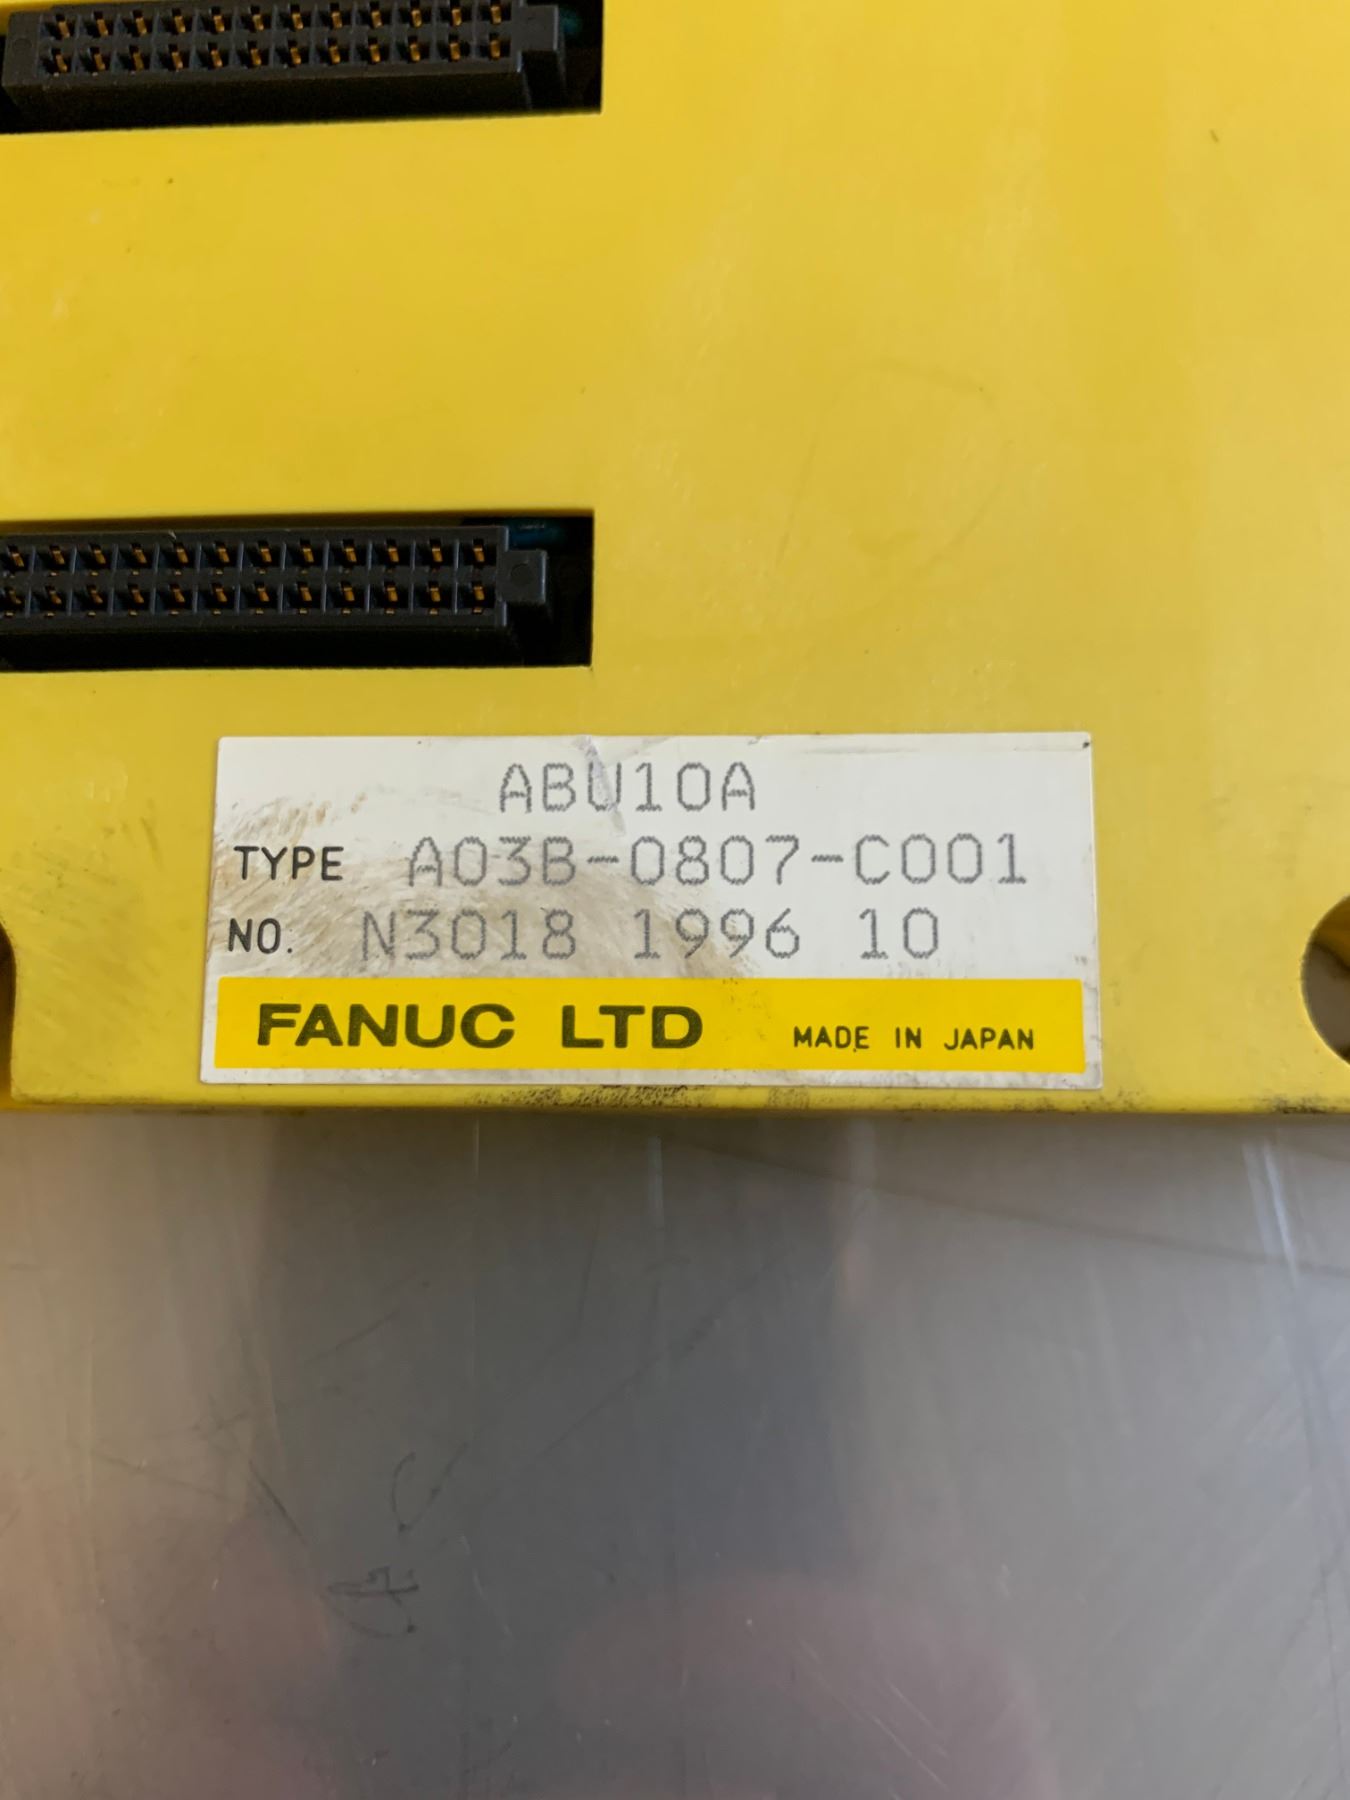 ABU10A
TYPE A03B-0807-C001
NO. N3018 1996 10
FANUC LTD MADE IN JAPAN